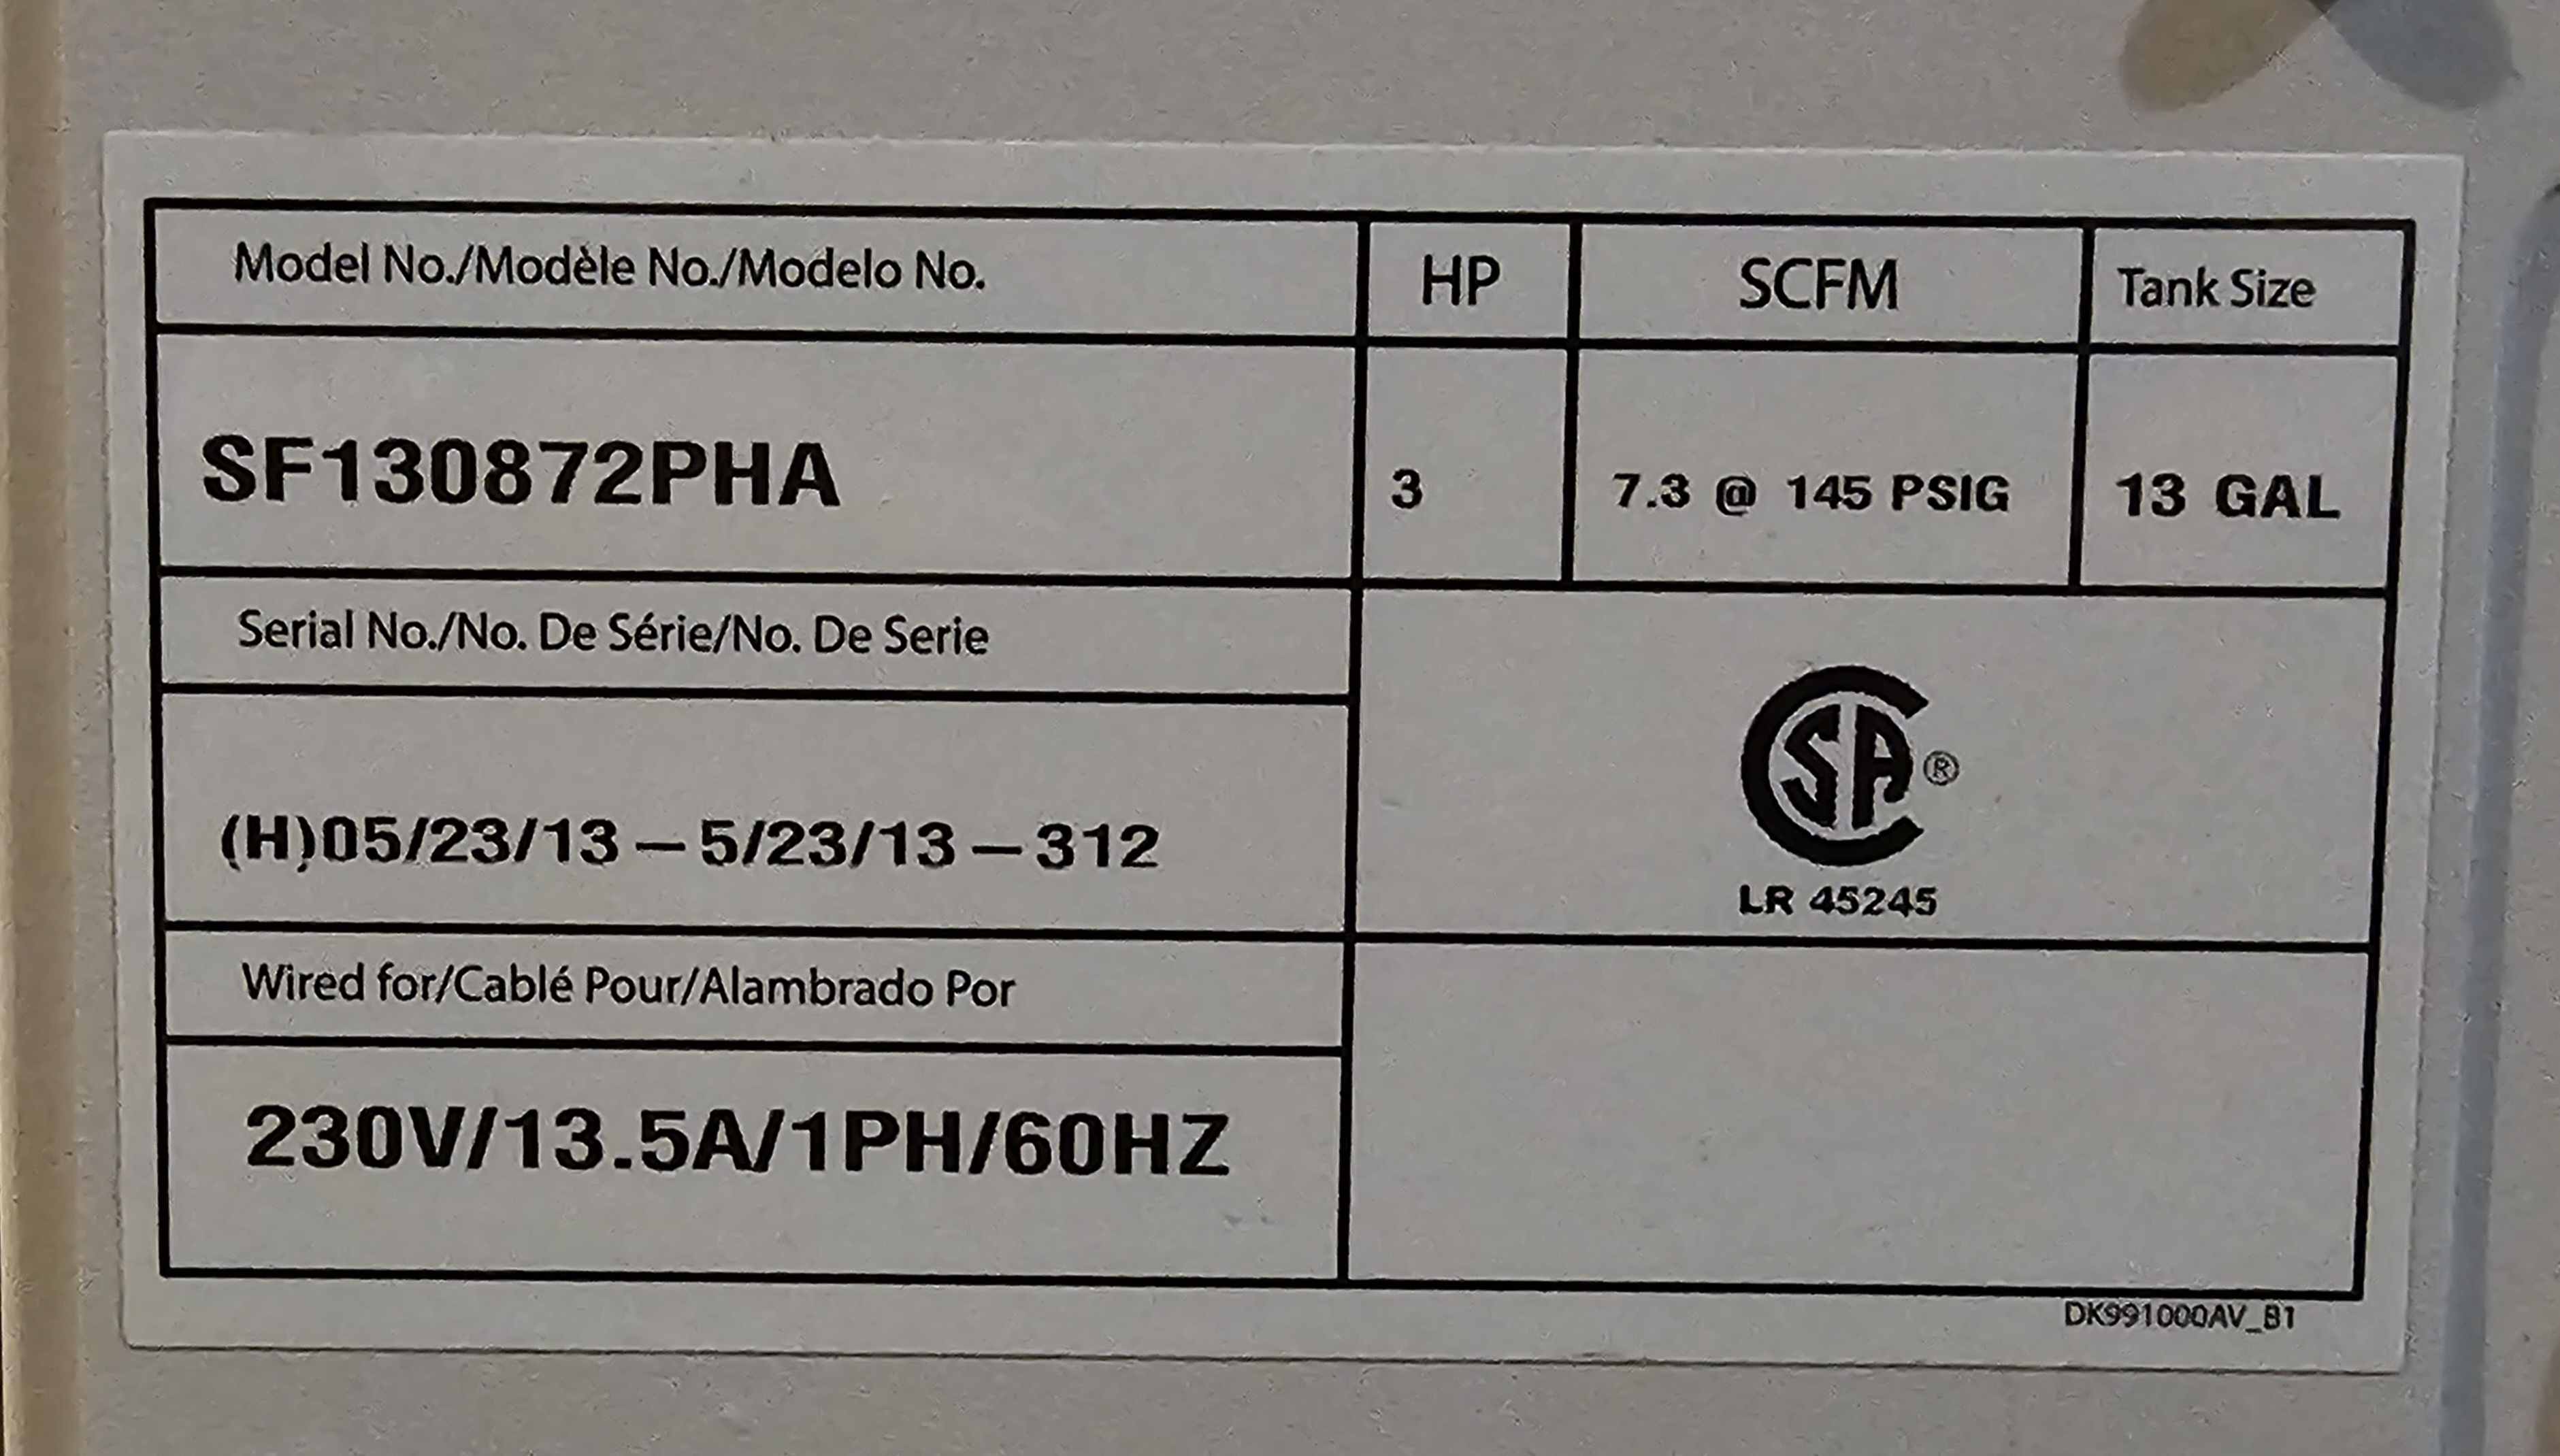 Model No./Modèle No./Modelo No.
HP
SCFM
Tank Size
SF130872PHA
3
7.3 @ 145 PSIG
13 GAL
Serial No./No. De Série/No. De Serie
(H)05/23/13–5/23/13–312
CSA®
LR 45245
Wired for/Cablé Pour/Alambrado Por
230V/13.5A/1PH/60HZ
DK991000AV_B1